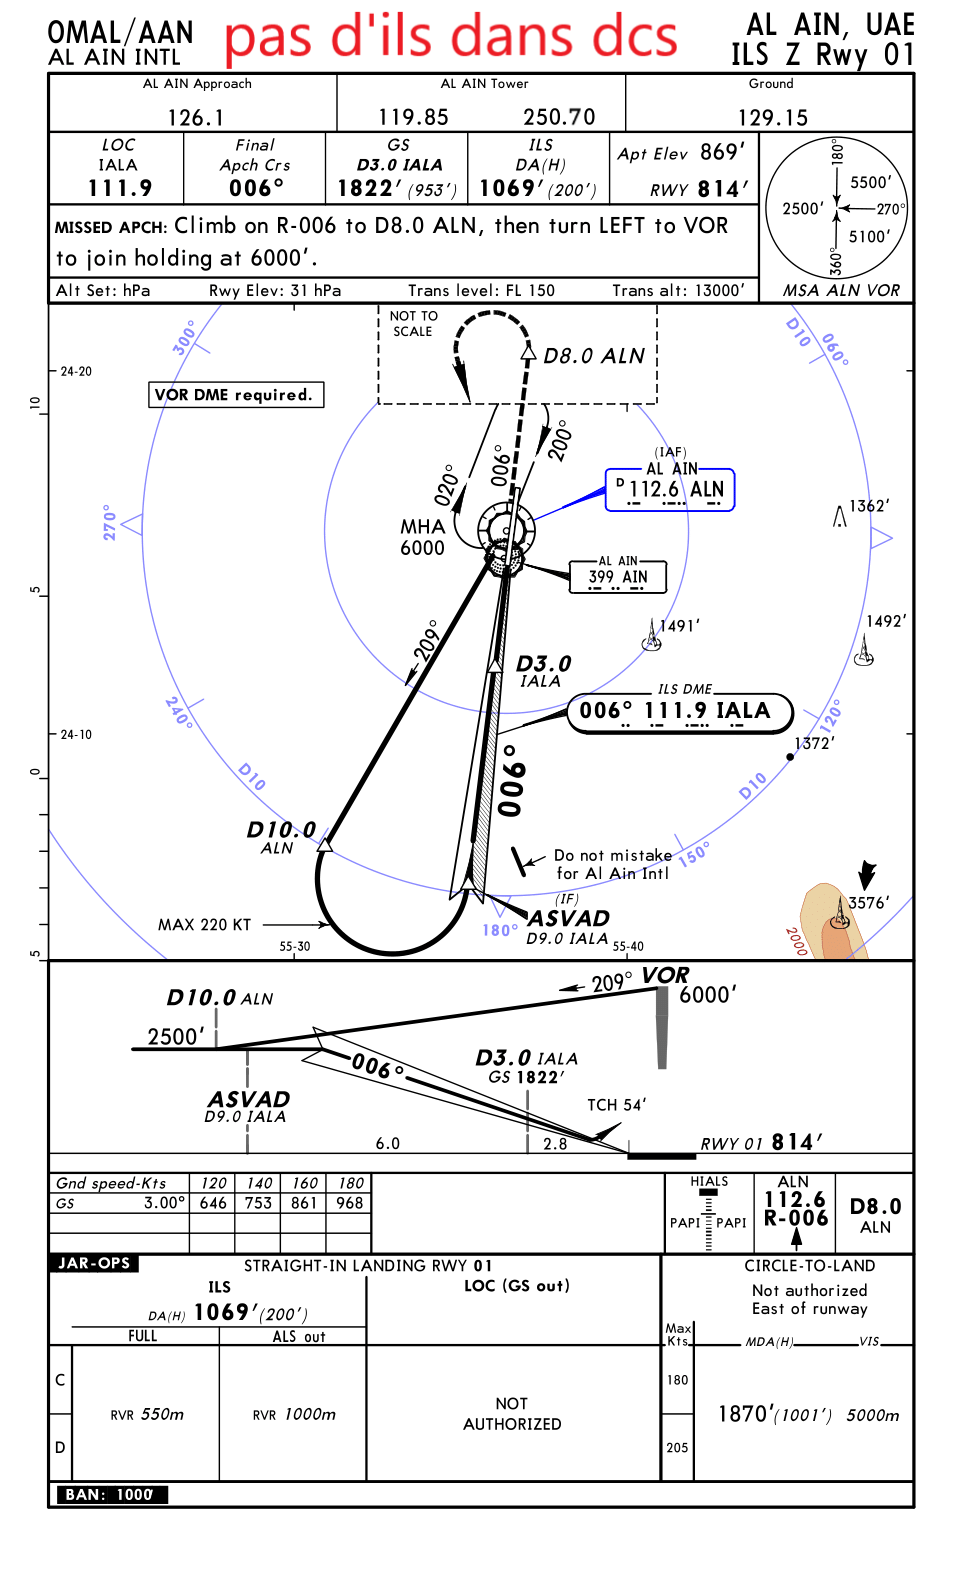 OMAL/AAN
AL AIN INTL
pas d'ils dans dcs
AL AIN, UAE
ILS Z Rwy 01
AL AIN Approach
126.1
AL AIN Tower
119.85 250.70
Ground
129.15
LOC
IALA
111.9
Final
Apch Crs
006°
GS
D3.0 IALA
1822' (953')
ILS
DA(H)
1069' (200')
Apt Elev 869'
RWY 814'
MISSED APCH: Climb on R-006 to D8.0 ALN, then turn LEFT to VOR
to join holding at 6000'.
Alt Set: hPa Rwy Elev: 31 hPa Trans level: FL 150 Trans alt: 13000'
180°
5500'
2500'
270°
5100'
360°
MSA ALN VOR
NOT TO
SCALE
D8.0 ALN
300°
D10
060°
24-20
VOR DME required.
10
200°
006°
020°
(IAF)
AL AIN
D 112.6 ALN
270°
MHA
6000
1362'
AL AIN
399 AIN
5
209°
1491'
1492'
D3.0
IALA
ILS DME
006° 111.9 IALA
240°
120°
24-10
1372'
0
D10
006°
D10
D10.0
ALN
Do not mistake
for Al Ain Intl
150°
(IF)
ASVAD
D9.0 IALA
180°
MAX 220 KT
3576'
2000
5
55-30
55-40
209°
VOR
6000'
D10.0 ALN
2500'
006°
D3.0 IALA
GS 1822'
ASVAD
D9.0 IALA
TCH 54'
6.0
2.8
RWY 01 814'
Gnd speed-Kts 120 140 160 180
GS 3.00° 646 753 861 968
HIALS
PAPI PAPI
ALN
112.6
R-006
D8.0
ALN
JAR-OPS
STRAIGHT-IN LANDING RWY 01
CIRCLE-TO-LAND
ILS
LOC (GS out)
Not authorized
East of runway
DA(H) 1069' (200')
FULL
ALS out
Max
Kts
MDA(H)
VIS
C
180
RVR 550m
RVR 1000m
NOT
AUTHORIZED
1870' (1001') 5000m
D
205
BAN: 1000'